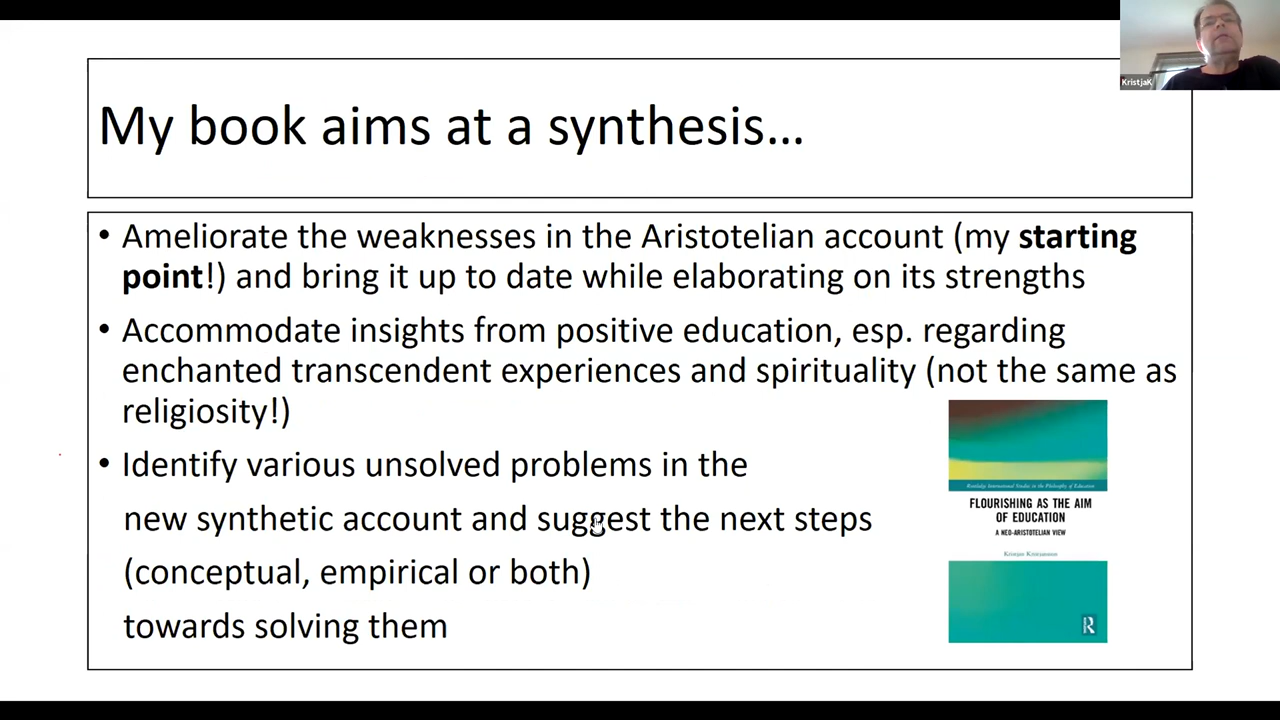 KristjaK
My book aims at a synthesis...
• Ameliorate the weaknesses in the Aristotelian account (my starting
point!) and bring it up to date while elaborating on its strengths
• Accommodate insights from positive education, esp. regarding
enchanted transcendent experiences and spirituality (not the same as
religiosity!)
• Identify various unsolved problems in the
new synthetic account and suggest the next steps
(conceptual, empirical or both)
towards solving them
Routledge International Studies in the Philosophy of Education
FLOURISHING AS THE AIM
OF EDUCATION
A NEO-ARISTOTELIAN VIEW
Kristján Kristjánsson
R